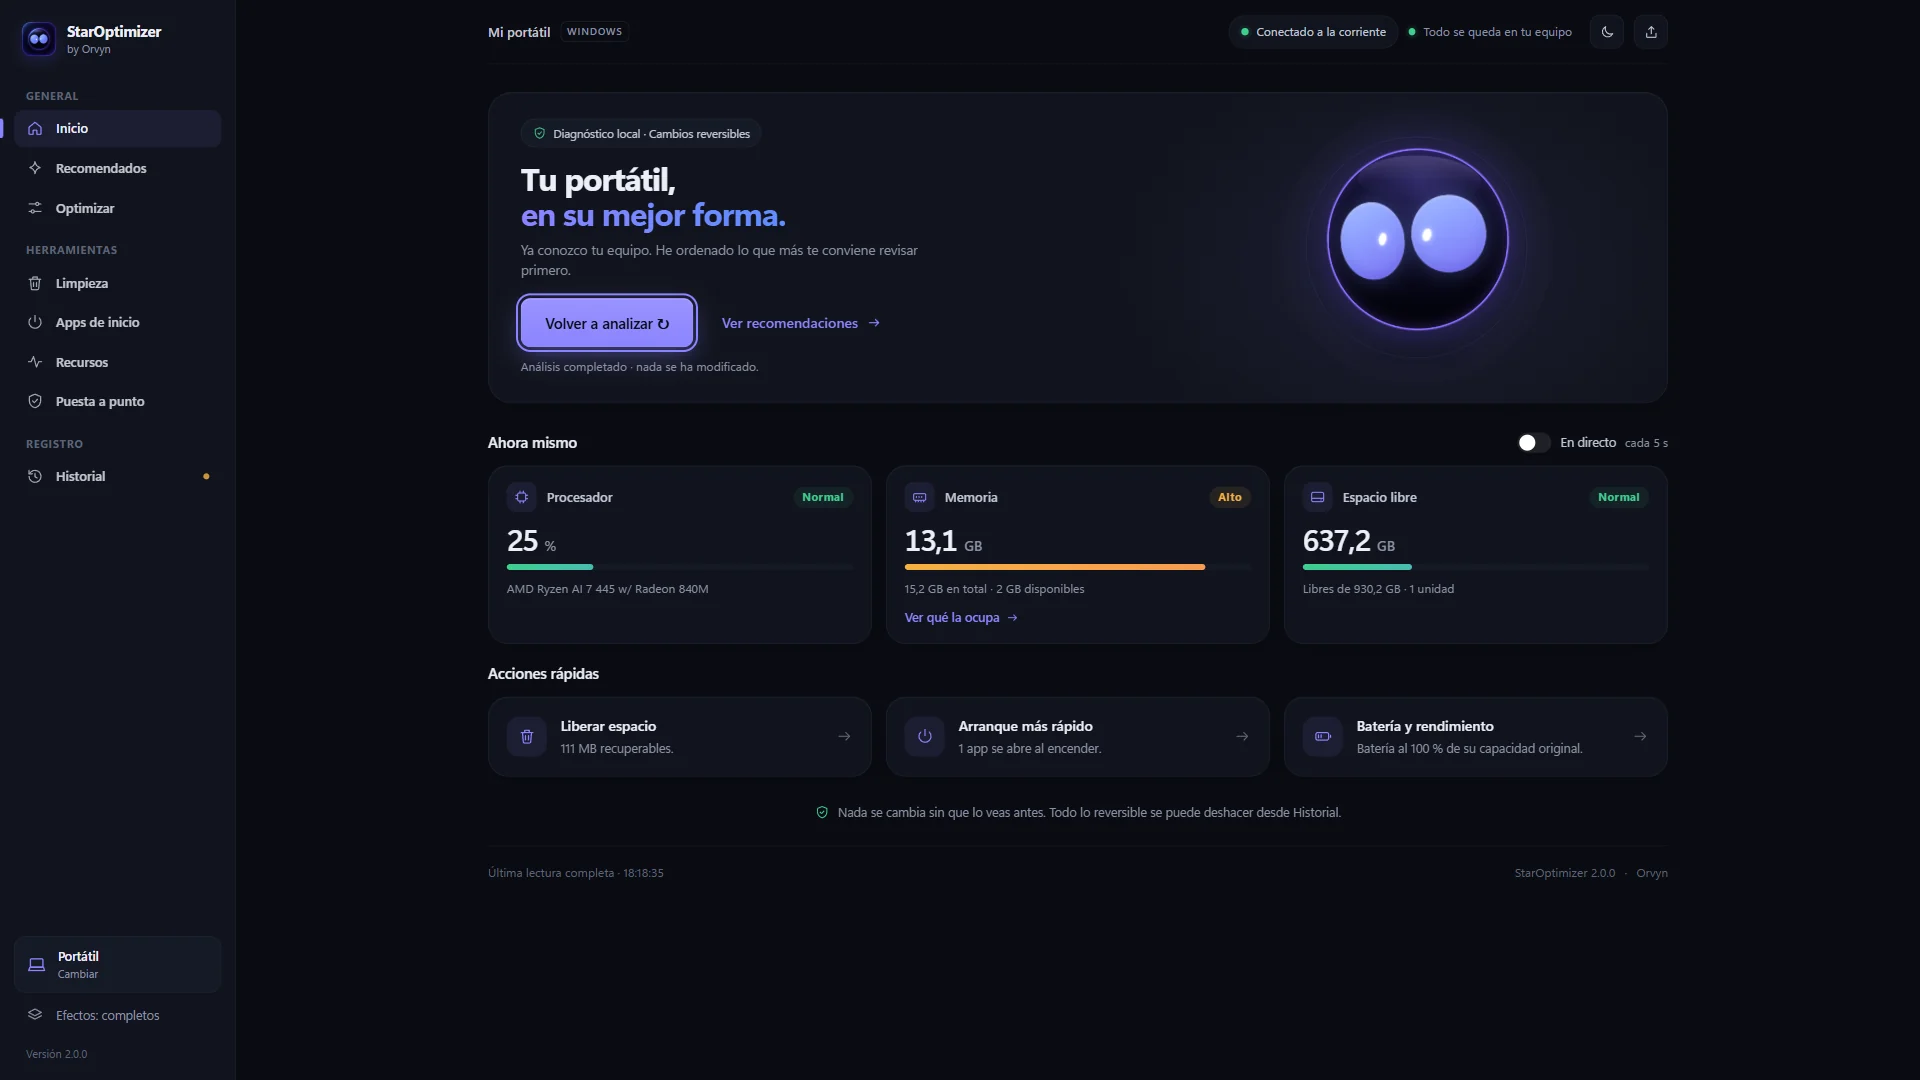 StarOptimizer
by Orvyn
GENERAL
Inicio
Recomendados
Optimizar
HERRAMIENTAS
Limpieza
Apps de inicio
Recursos
Puesta a punto
REGISTRO
Historial
Portátil
Cambiar
Efectos: completos
Versión 2.0.0
Mi portátil WINDOWS
Conectado a la corriente
Todo se queda en tu equipo
Diagnóstico local · Cambios reversibles
Tu portátil,
en su mejor forma.
Ya conozco tu equipo. He ordenado lo que más te conviene revisar
primero.
Volver a analizar ↻
Ver recomendaciones →
Análisis completado · nada se ha modificado.
Ahora mismo
En directo cada 5 s
Procesador Normal
25 %
AMD Ryzen AI 7 445 w/ Radeon 840M
Memoria Alto
13,1 GB
15,2 GB en total · 2 GB disponibles
Ver qué la ocupa →
Espacio libre Normal
637,2 GB
Libres de 930,2 GB · 1 unidad
Acciones rápidas
Liberar espacio
111 MB recuperables.
→
Arranque más rápido
1 app se abre al encender.
→
Batería y rendimiento
Batería al 100 % de su capacidad original.
→
Nada se cambia sin que lo veas antes. Todo lo reversible se puede deshacer desde Historial.
Última lectura completa · 18:18:35
StarOptimizer 2.0.0 · Orvyn